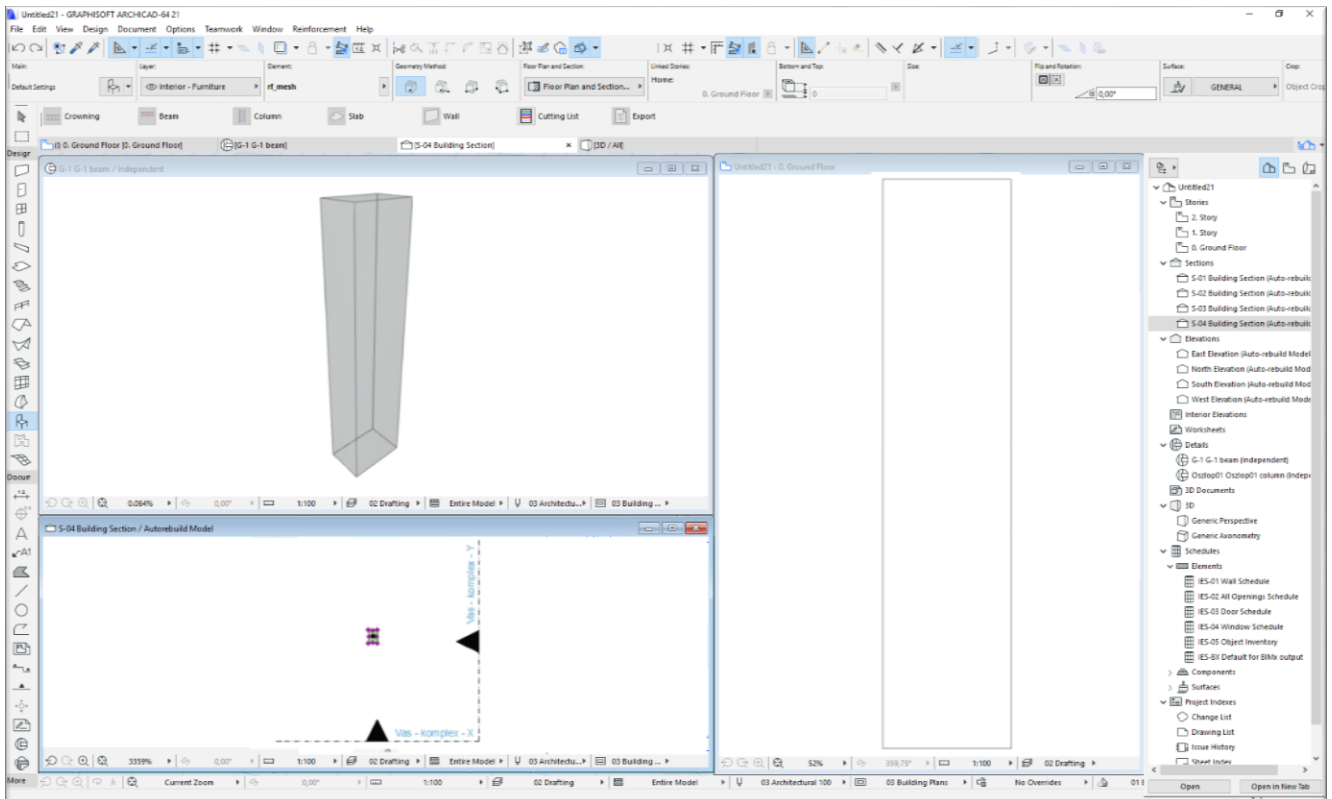 Untitled21 - GRAPHISOFT ARCHICAD-64 21
File Edit View Design Document Options Teamwork Window Reinforcement Help
Main: Layer: Element: Geometry Method: Floor Plan and Section: Linked Stories: Bottom and Top: Size: Flip and Rotation: Surface: Crop:
Default Settings Interior - Furniture rf_mesh Floor Plan and Section... Home: 0. Ground Floor 0 0,00° GENERAL Object Crop
Crowning Beam Column Slab Wall Cutting List Export
(I) 0. Ground Floor [0. Ground Floor] [G-1 G-1 beam] [S-04 Building Section] [3D / All]
Design
G-1 G-1 beam / Independent
0.064% 0,00° 1:100 02 Drafting Entire Model 03 Architectu... 03 Building ...
Docum
A1
More
S-04 Building Section / Autorebuild Model
Vas - komplex - Y
Vas - komplex - X
3359% 0,00° 1:100 02 Drafting Entire Model 03 Architectu... 03 Building ...
Untitled21 - 0. Ground Floor
52% 359,75° 1:100 02 Drafting
Current Zoom 0,00° 1:100 02 Drafting Entire Model 03 Architectural 100 03 Building Plans No Overrides 01 E
Untitled21
Stories
2. Story
1. Story
0. Ground Floor
Sections
S-01 Building Section (Auto-rebuild
S-02 Building Section (Auto-rebuild
S-03 Building Section (Auto-rebuild
S-04 Building Section (Auto-rebuild
Elevations
East Elevation (Auto-rebuild Model
North Elevation (Auto-rebuild Mod
South Elevation (Auto-rebuild Mod
West Elevation (Auto-rebuild Mode
Interior Elevations
Worksheets
Details
G-1 G-1 beam (Independent)
Oszlop01 Oszlop01 column (Indepe
3D Documents
3D
Generic Perspective
Generic Axonometry
Schedules
Elements
IES-01 Wall Schedule
IES-02 All Openings Schedule
IES-03 Door Schedule
IES-04 Window Schedule
IES-05 Object Inventory
IES-BX Default for BIMx output
Components
Surfaces
Project Indexes
Change List
Drawing List
Issue History
Sheet Index
Open Open in New Tab